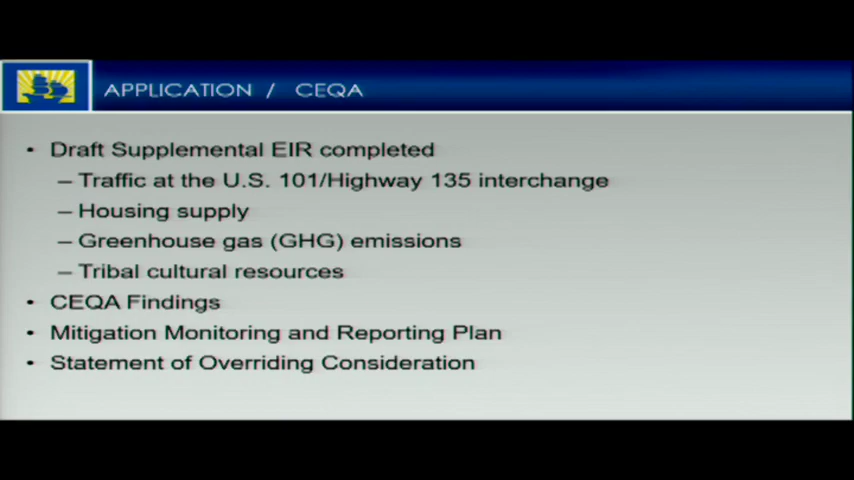 APPLICATION / CEQA
• Draft Supplemental EIR completed
– Traffic at the U.S. 101/Highway 135 interchange
– Housing supply
– Greenhouse gas (GHG) emissions
– Tribal cultural resources
• CEQA Findings
• Mitigation Monitoring and Reporting Plan
• Statement of Overriding Consideration